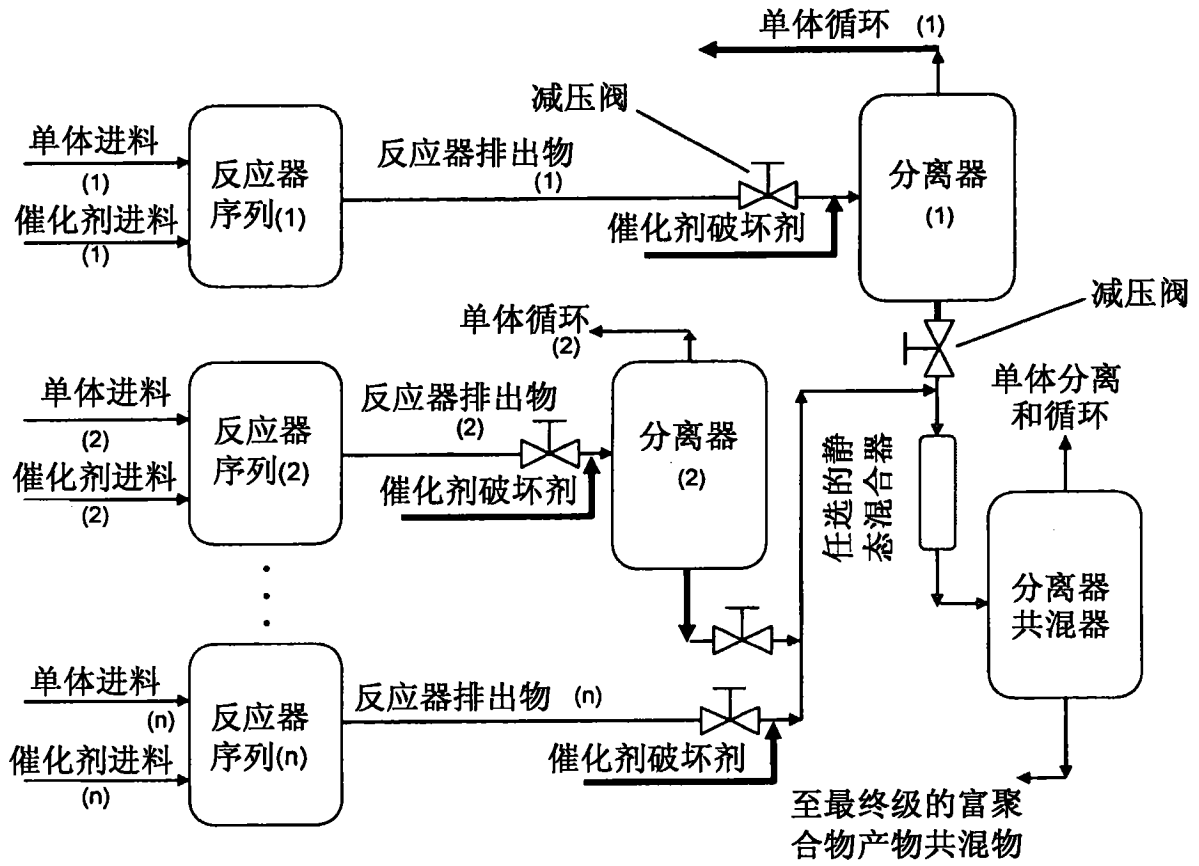 单体循环 (1)
减压阀
单体进料
(1)
催化剂进料
(1)
反应器
序列(1)
反应器排出物
(1)
催化剂破坏剂
分离器
(1)
减压阀
单体循环
(2)
单体进料
(2)
催化剂进料
(2)
反应器
序列(2)
反应器排出物
(2)
催化剂破坏剂
分离器
(2)
任选的静
态混合器
单体分离
和循环
分离器
共混器
单体进料
(n)
催化剂进料
(n)
反应器
序列(n)
反应器排出物 (n)
催化剂破坏剂
至最终级的富聚
合物产物共混物